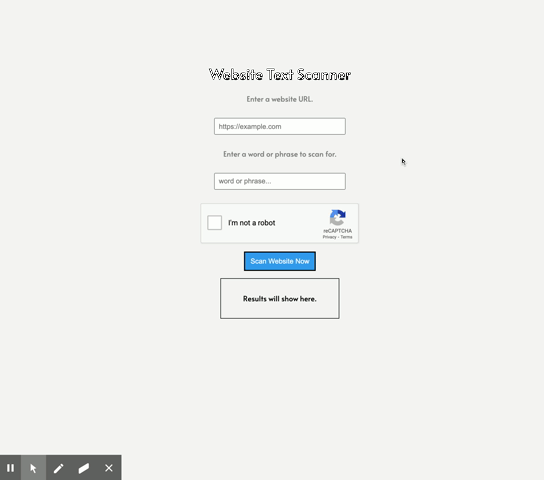 Website Text Scanner
Enter a website URL.
https://example.com
Enter a word or phrase to scan for.
word or phrase...
I'm not a robot
reCAPTCHA
Privacy - Terms
Scan Website Now
Results will show here.